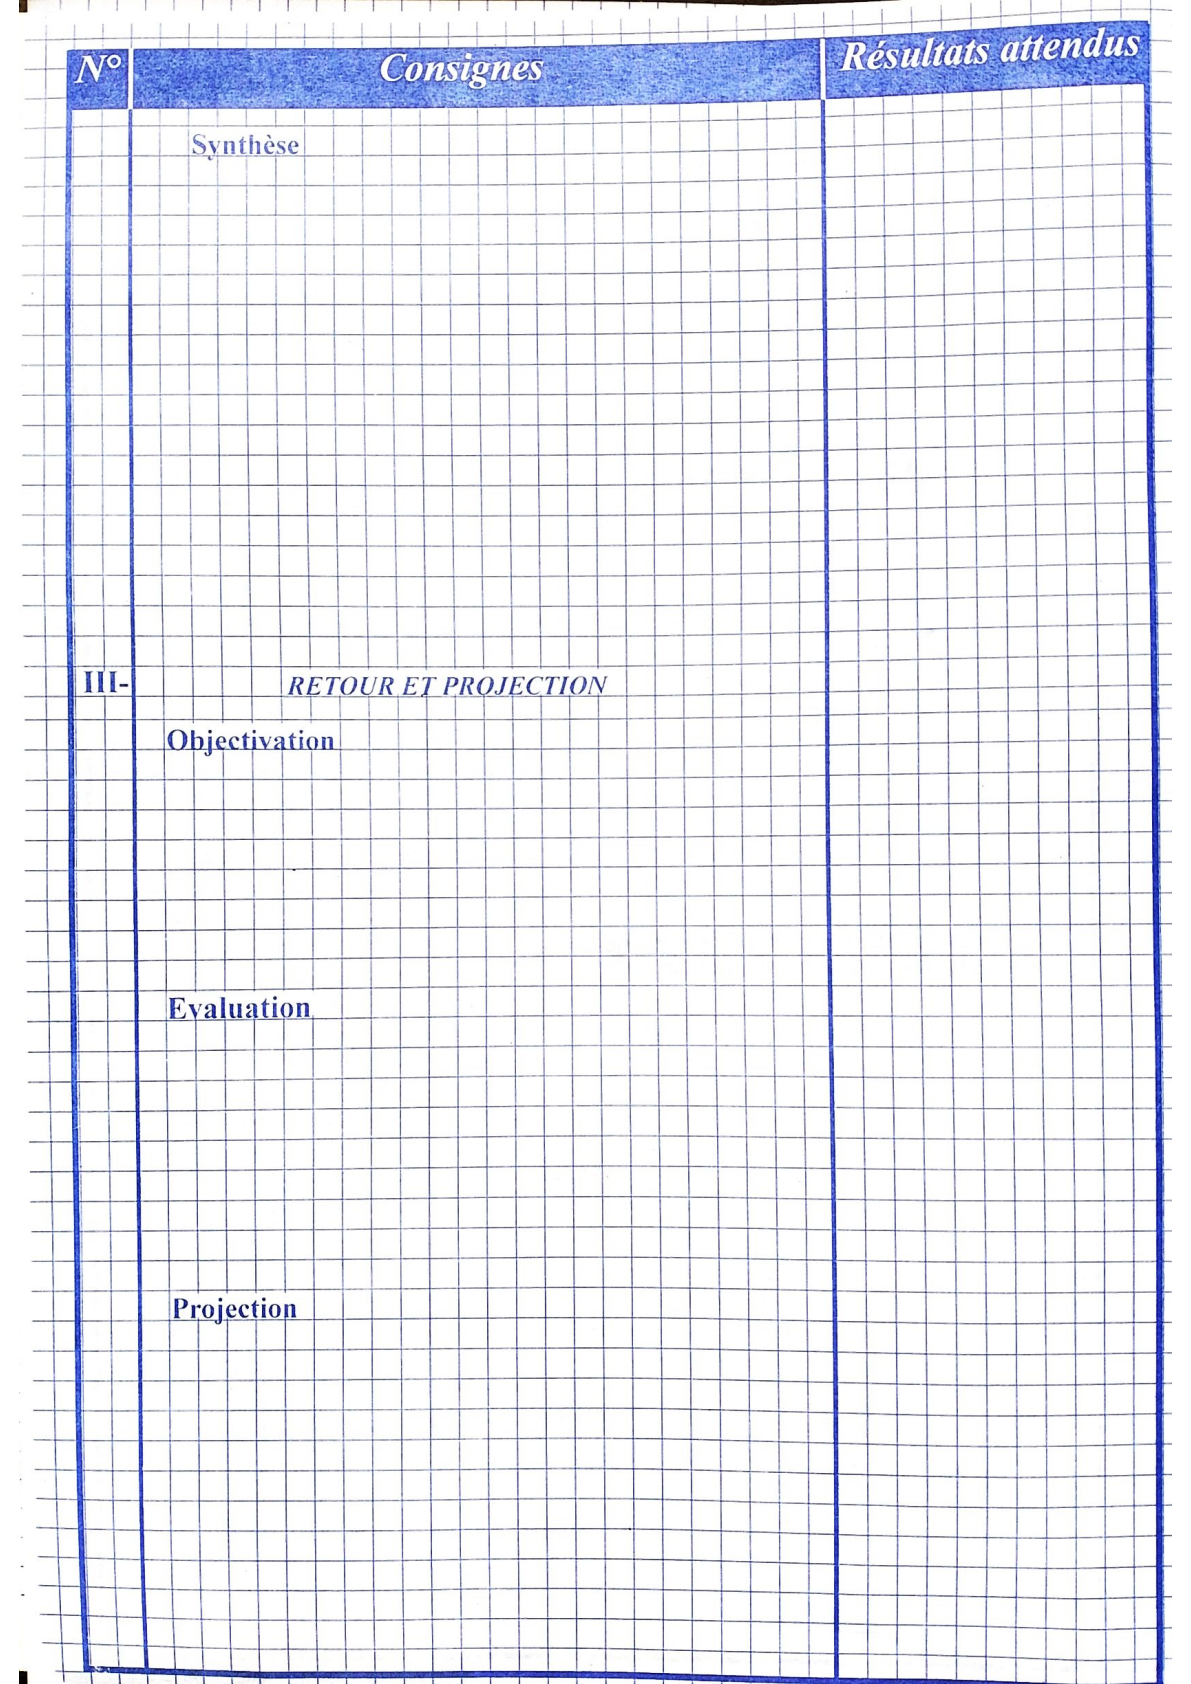 N° Consignes Résultats attendus
Synthèse
III- RETOUR ET PROJECTION
Objectivation
Evaluation
Projection